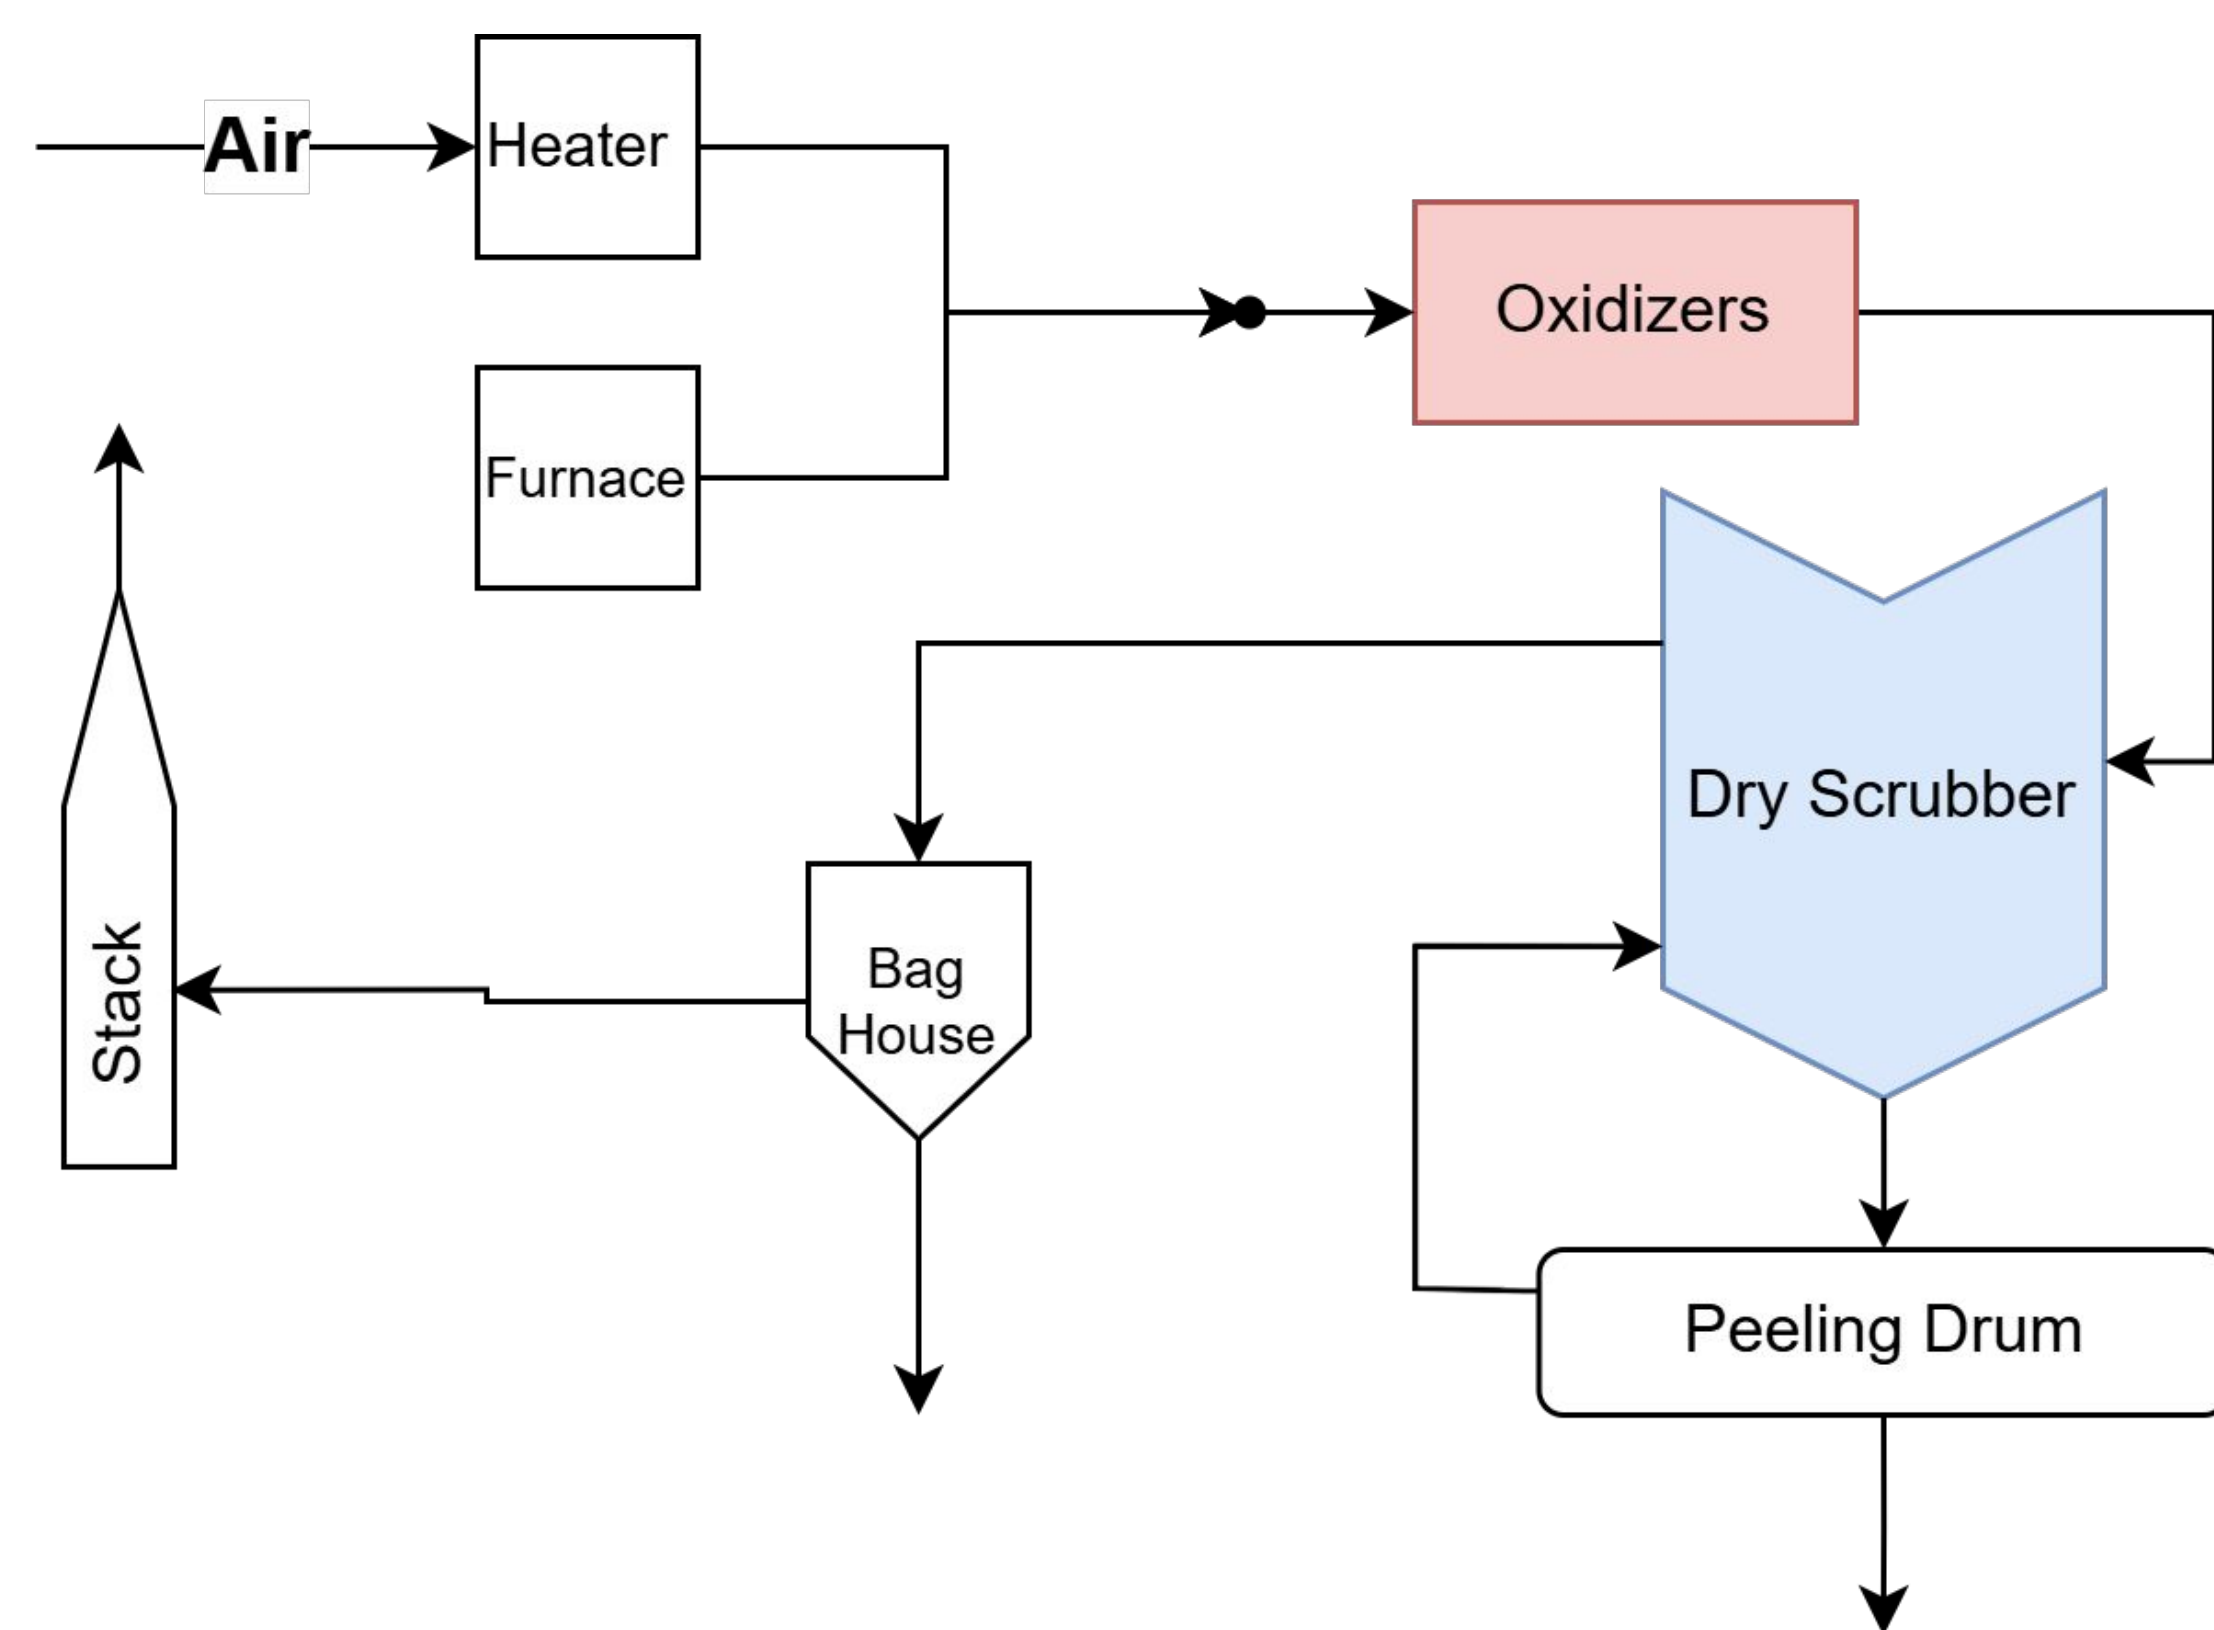 Air
Heater
Oxidizers
Furnace
Dry Scrubber
Bag
House
Stack
Peeling Drum